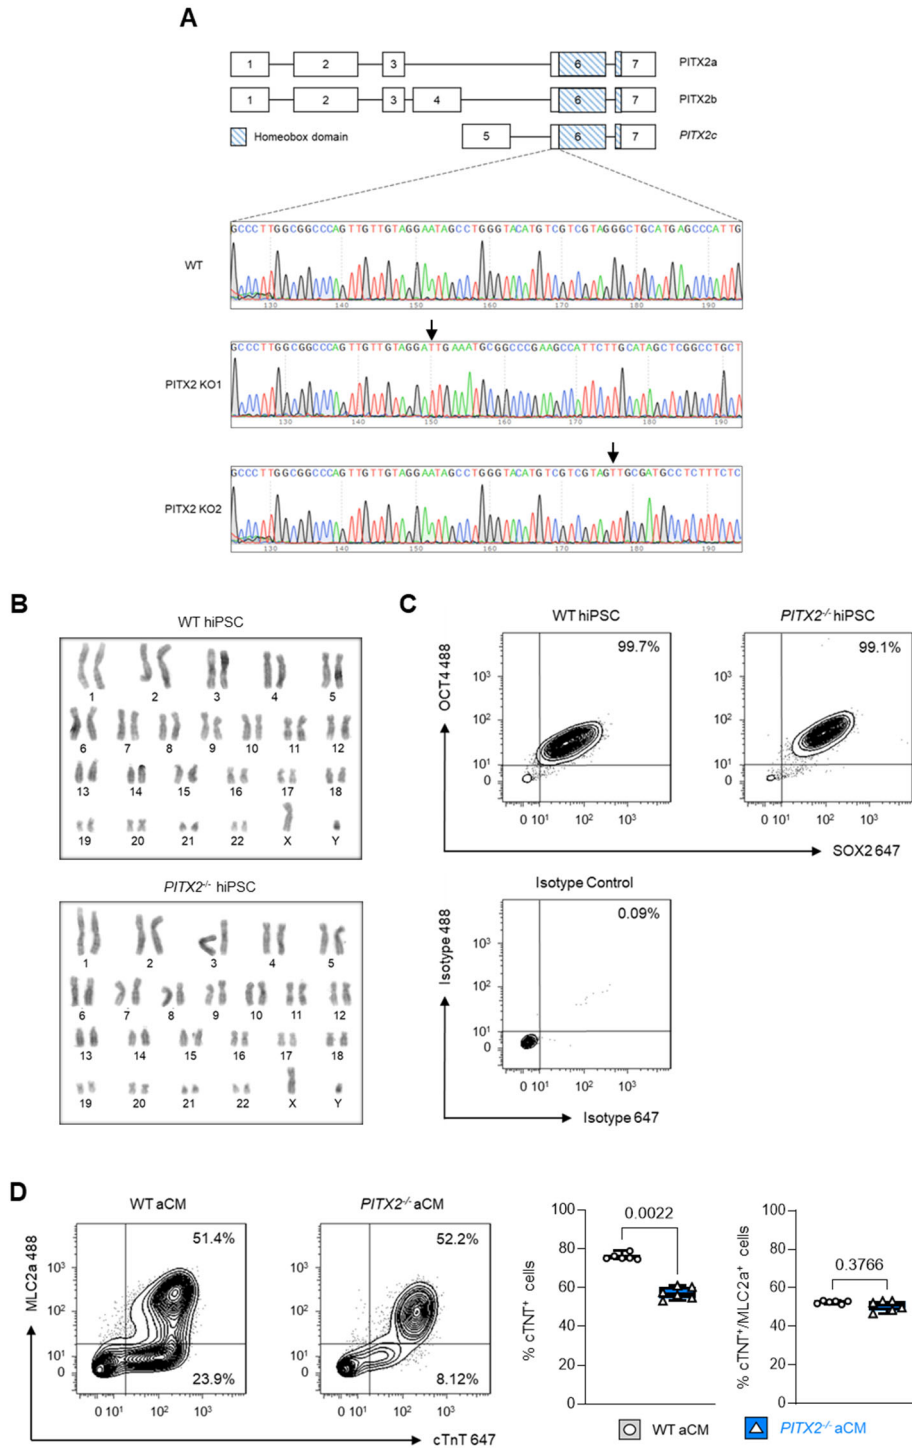 A
1 2 3 6 7 PITX2a
1 2 3 4 6 7 PITX2b
Homeobox domain 5 6 7 PITX2c
GCCCTTGGCGGCCCAGTTGTTGTAGGAATAGCCTGGGTACATGTCGTCGTAGGGCTGCATGAGCCCATTG
WT
130 140 150 160 170 180 190
GCCCTTGGCGGCCCAGTTGTTGTAGGATTGAAATGCGGCCCGAAGCCATTCTTGCATAGCTCGGCCTGCT
PITX2 KO1
130 140 150 160 170 180 190
GCCCTTGGCGGCCCAGTTGTTGTAGGAATAGCCTGGGTACATGTCGTCGTAGTTGCGATGCCTCTTTCTC
PITX2 KO2
130 140 150 160 170 180 190
B
WT hiPSC
1 2 3 4 5
6 7 8 9 10 11 12
13 14 15 16 17 18
19 20 21 22 X Y
PITX2-/- hiPSC
1 2 3 4 5
6 7 8 9 10 11 12
13 14 15 16 17 18
19 20 21 22 X Y
C
WT hiPSC
PITX2-/- hiPSC
99.7%
99.1%
OCT4 488
10³
10²
10¹
0
0 10¹ 10² 10³
10³
10²
10¹
0
0 10¹ 10² 10³
SOX2 647
Isotype Control
0.09%
Isotype 488
10³
10²
10¹
0
0 10¹ 10² 10³
Isotype 647
D
WT aCM
PITX2-/- aCM
51.4%
52.2%
MLC2a 488
10³
10²
10¹
0
23.9%
0 10¹ 10² 10³
10³
10²
10¹
0
8.12%
0 10¹ 10² 10³
cTnT 647
% cTNT+ cells
100
80
60
40
20
0
0.0022
% cTNT+/MLC2a+ cells
100
80
60
40
20
0
0.3766
WT aCM
PITX2-/- aCM